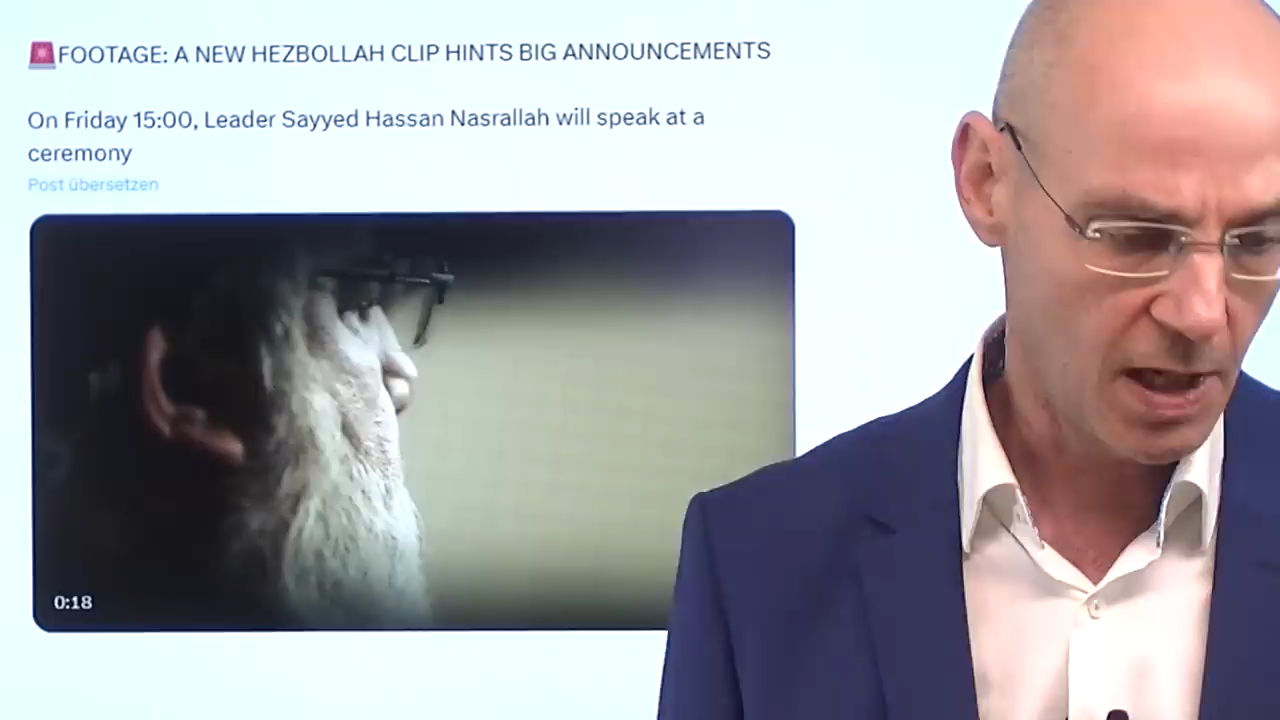 🚨FOOTAGE: A NEW HEZBOLLAH CLIP HINTS BIG ANNOUNCEMENTS
On Friday 15:00, Leader Sayyed Hassan Nasrallah will speak at a
ceremony
Post übersetzen
0:18